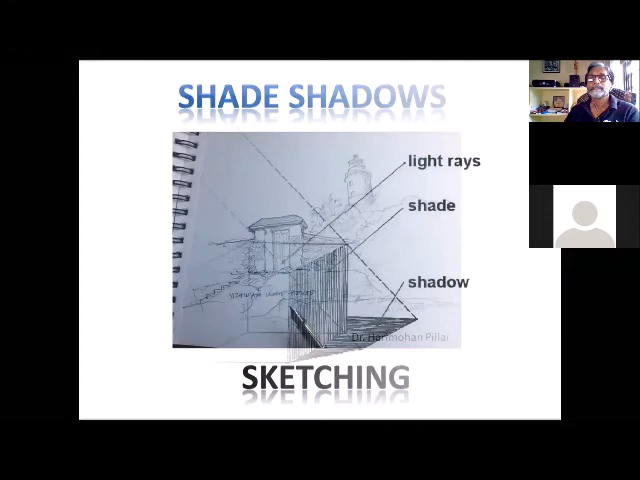 SHADE SHADOWS
light rays
shade
shadow
Dr. Harimohan Pillai
SKETCHING